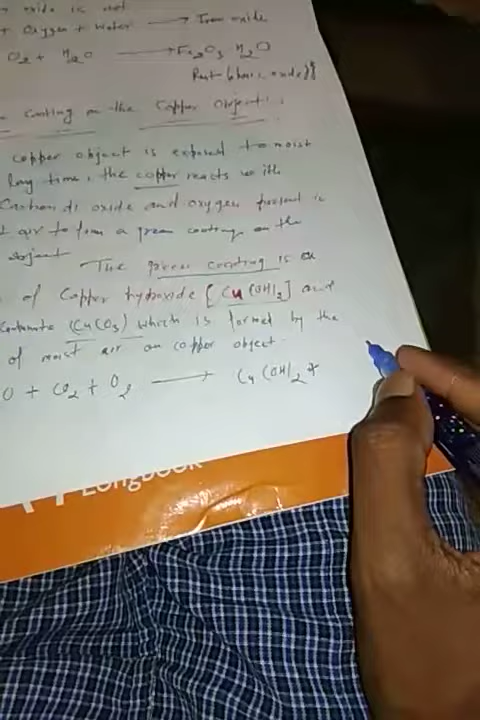 oxide is not
+ oxygen + water ⟶ Iron oxide
O2 + H2O ⟶ Fe2O3 H2O
Rust
coating on the Copper Object
copper object is exposed to moist
long time, the copper reacts with
Carbon di oxide and oxygen present in
air to form a green coating on the
object. The green coating is a
of Copper hydroxide [Cu(OH)2] and
Carbonate (CuCO3) which is formed by the
of moist air on copper object.
O + CO2 + O2 ⟶ Cu(OH)2 +
Longbook